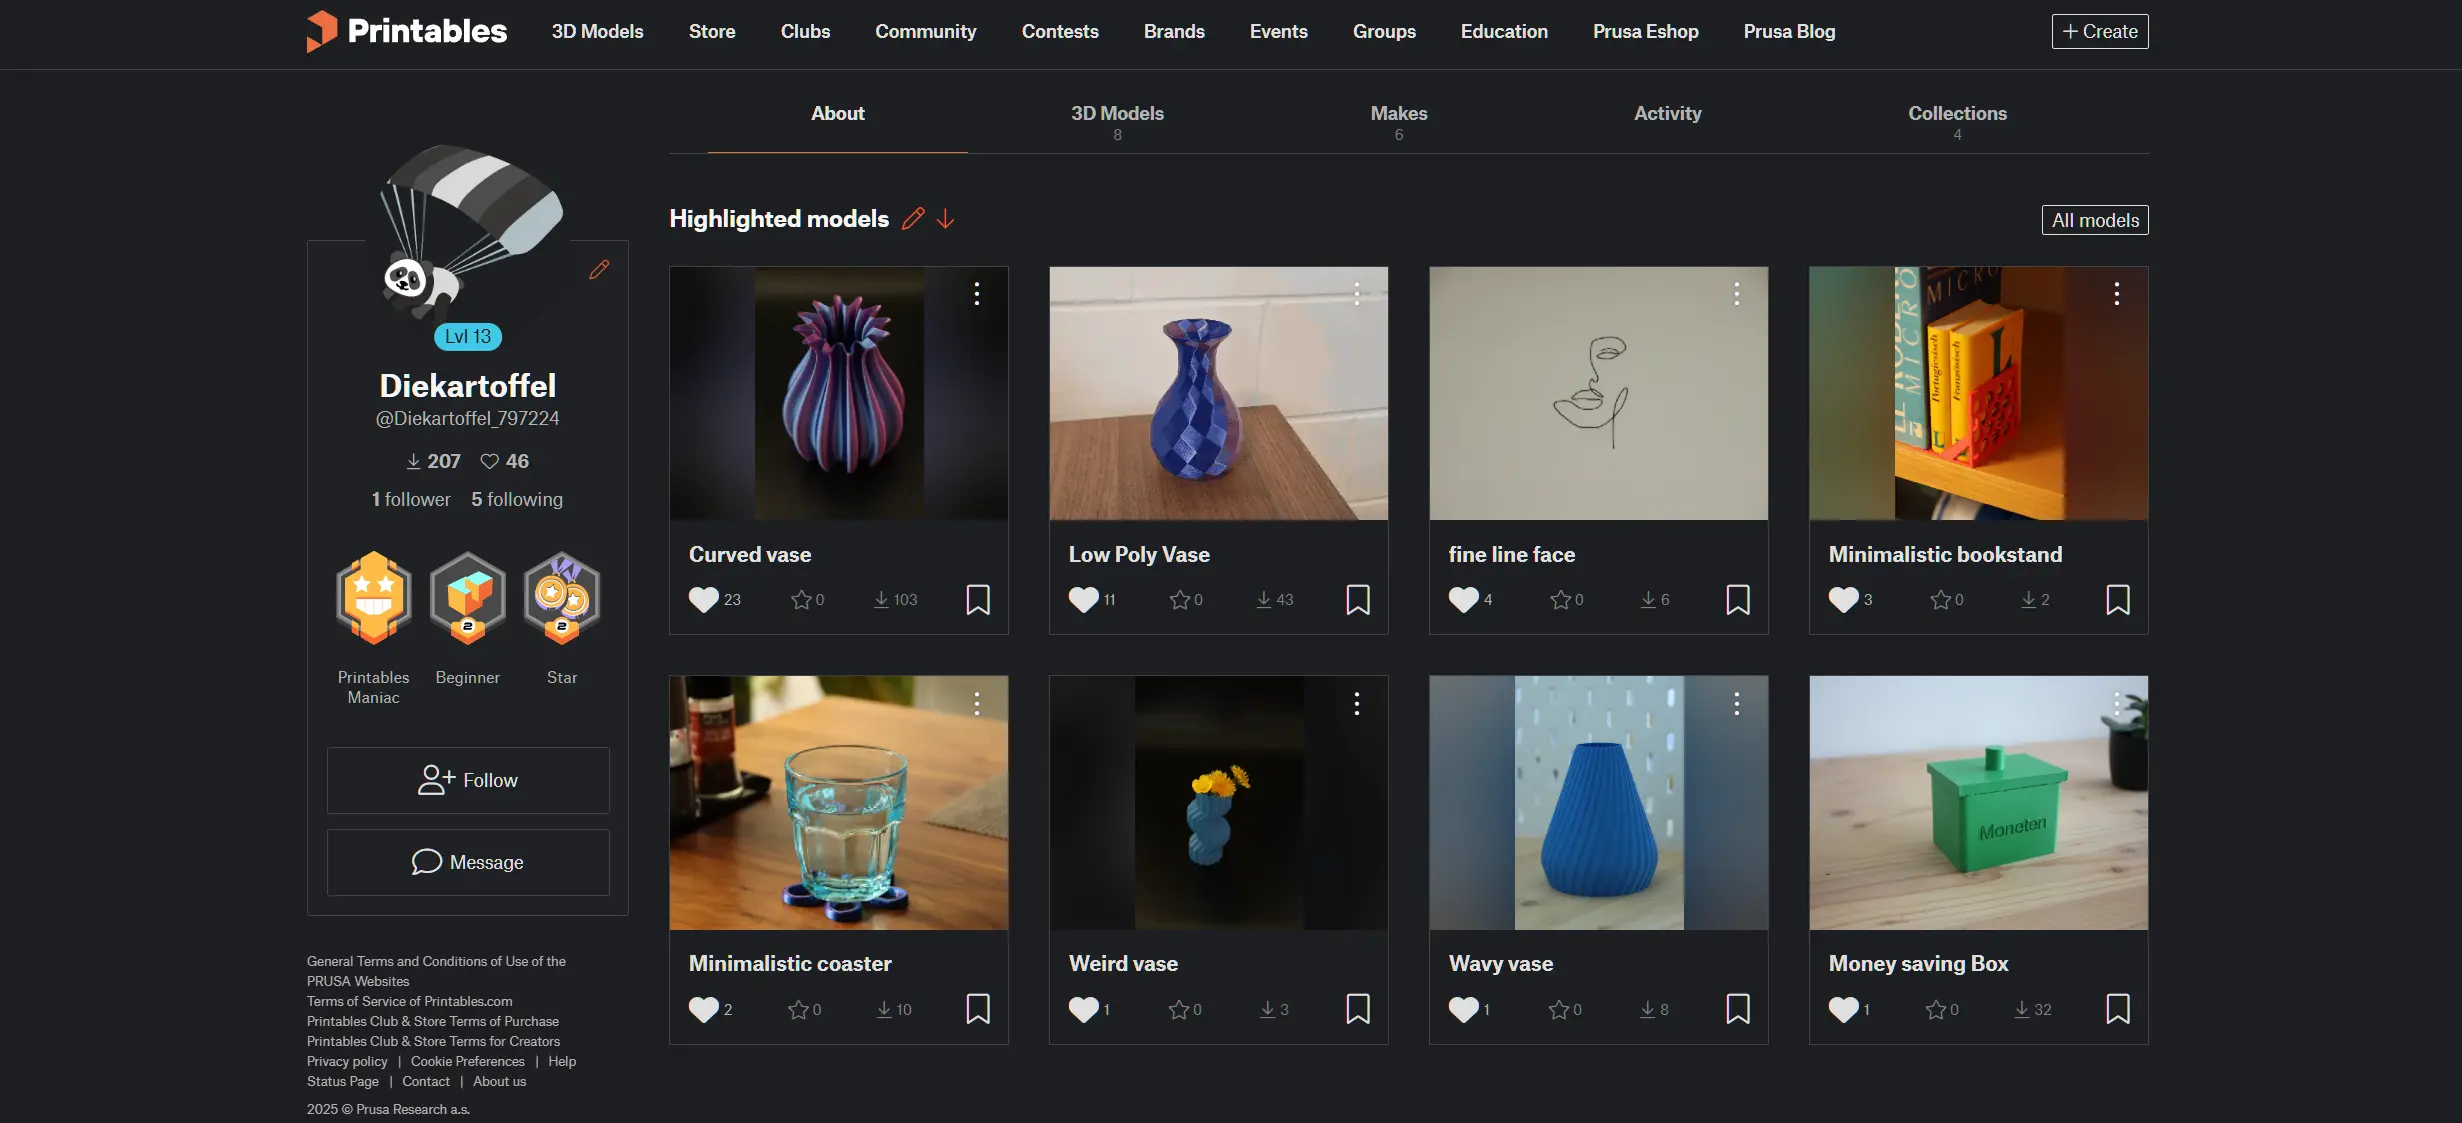 Printables
3D Models
Store
Clubs
Community
Contests
Brands
Events
Groups
Education
Prusa Eshop
Prusa Blog
+ Create
About
3D Models
8
Makes
6
Activity
Collections
4
Lvl 13
Diekartoffel
@Diekartoffel_797224
207 46
1 follower 5 following
2
2
Printables
Maniac
Beginner
Star
Follow
Message
Highlighted models
All models
Curved vase
23 0 103
Low Poly Vase
11 0 43
fine line face
4 0 6
MICRO
MICRO
Portugiesisch
Französisch
L
L
L
Minimalistic bookstand
3 0 2
Minimalistic coaster
2 0 10
Weird vase
1 0 3
Wavy vase
1 0 8
Moneten
Money saving Box
1 0 32
General Terms and Conditions of Use of the
PRUSA Websites
Terms of Service of Printables.com
Printables Club & Store Terms of Purchase
Printables Club & Store Terms for Creators
Privacy policy | Cookie Preferences | Help
Status Page | Contact | About us
2025 © Prusa Research a.s.